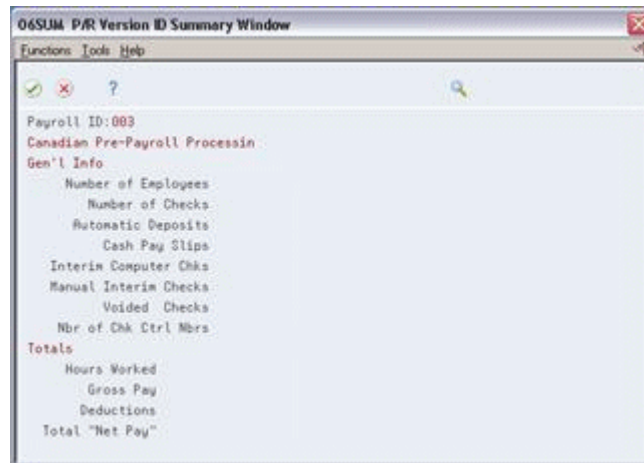 06SUM P/R Version ID Summary Window
Functions Tools Help
?
Payroll ID:003
Canadian Pre-Payroll Processin
Gen'l Info
Number of Employees
Number of Checks
Automatic Deposits
Cash Pay Slips
Interim Computer Chks
Manual Interim Checks
Voided Checks
Nbr of Chk Ctrl Nbrs
Totals
Hours Worked
Gross Pay
Deductions
Total "Net Pay"